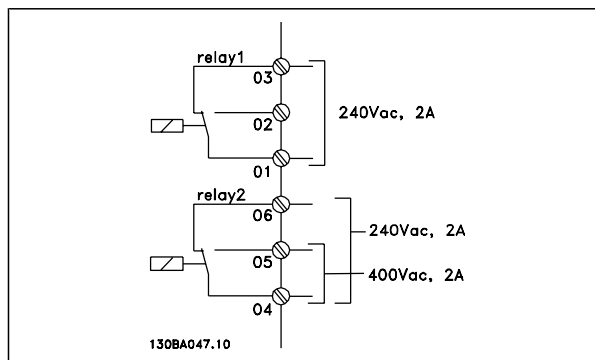 relay1
03
02
240Vac, 2A
01
relay2
06
240Vac, 2A
05
400Vac, 2A
04
130BA047.10